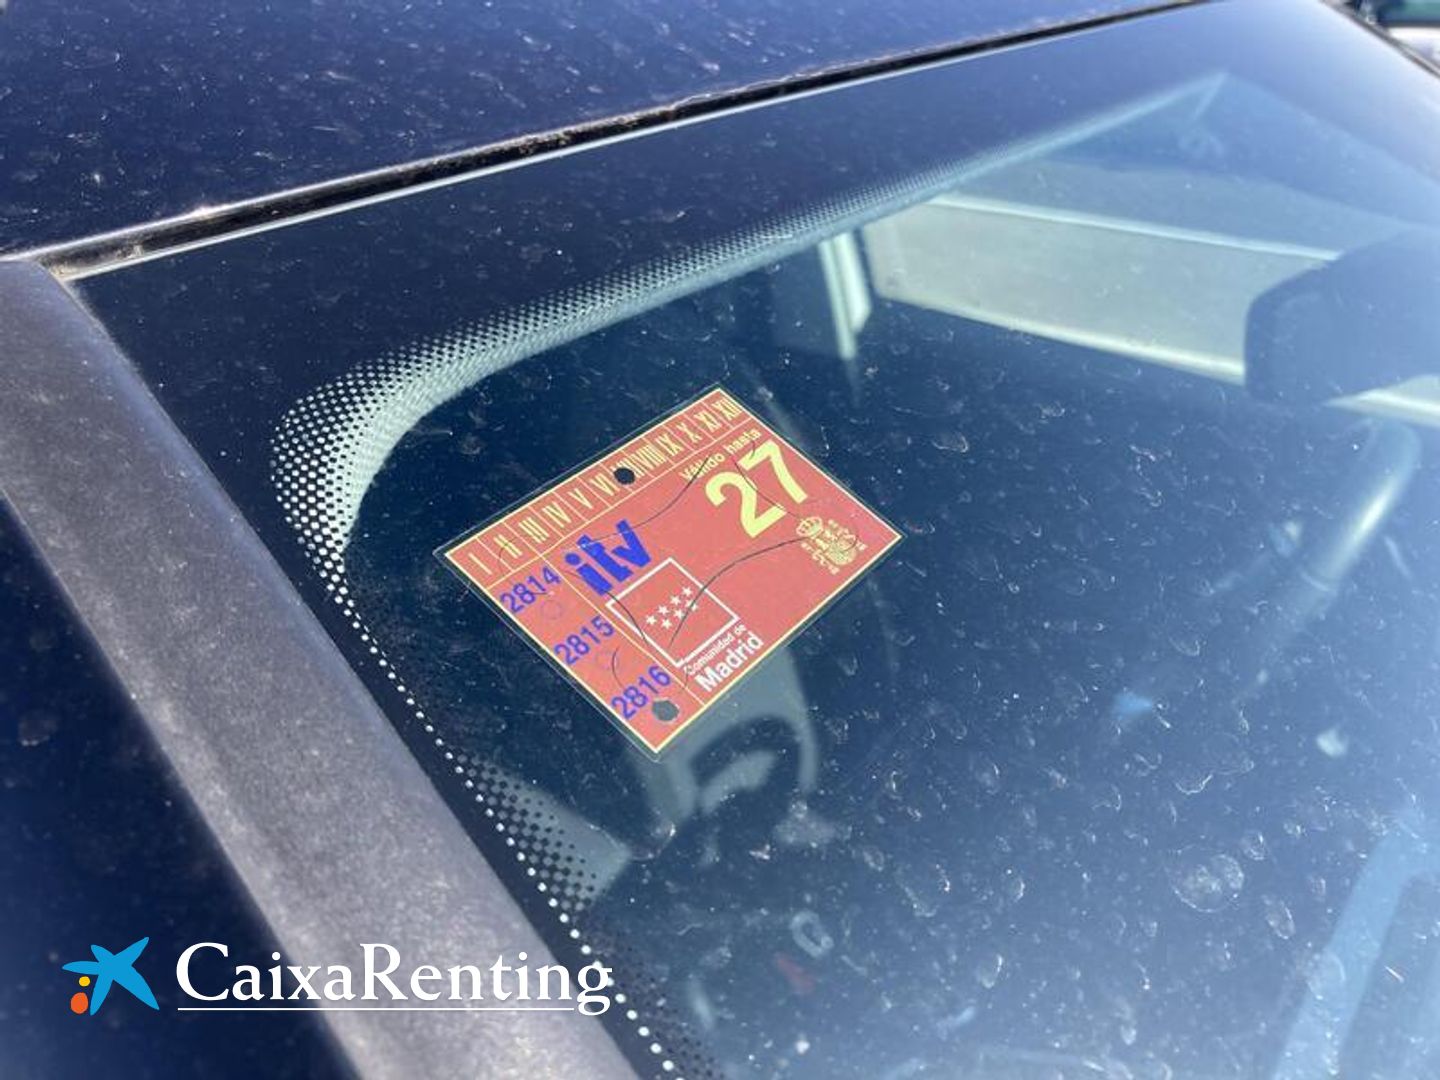 I II III IV V VI VII VIII IX X XI XII
Válido hasta
27
itv
2814
2815
2816
Comunidad de
Madrid
CaixaRenting